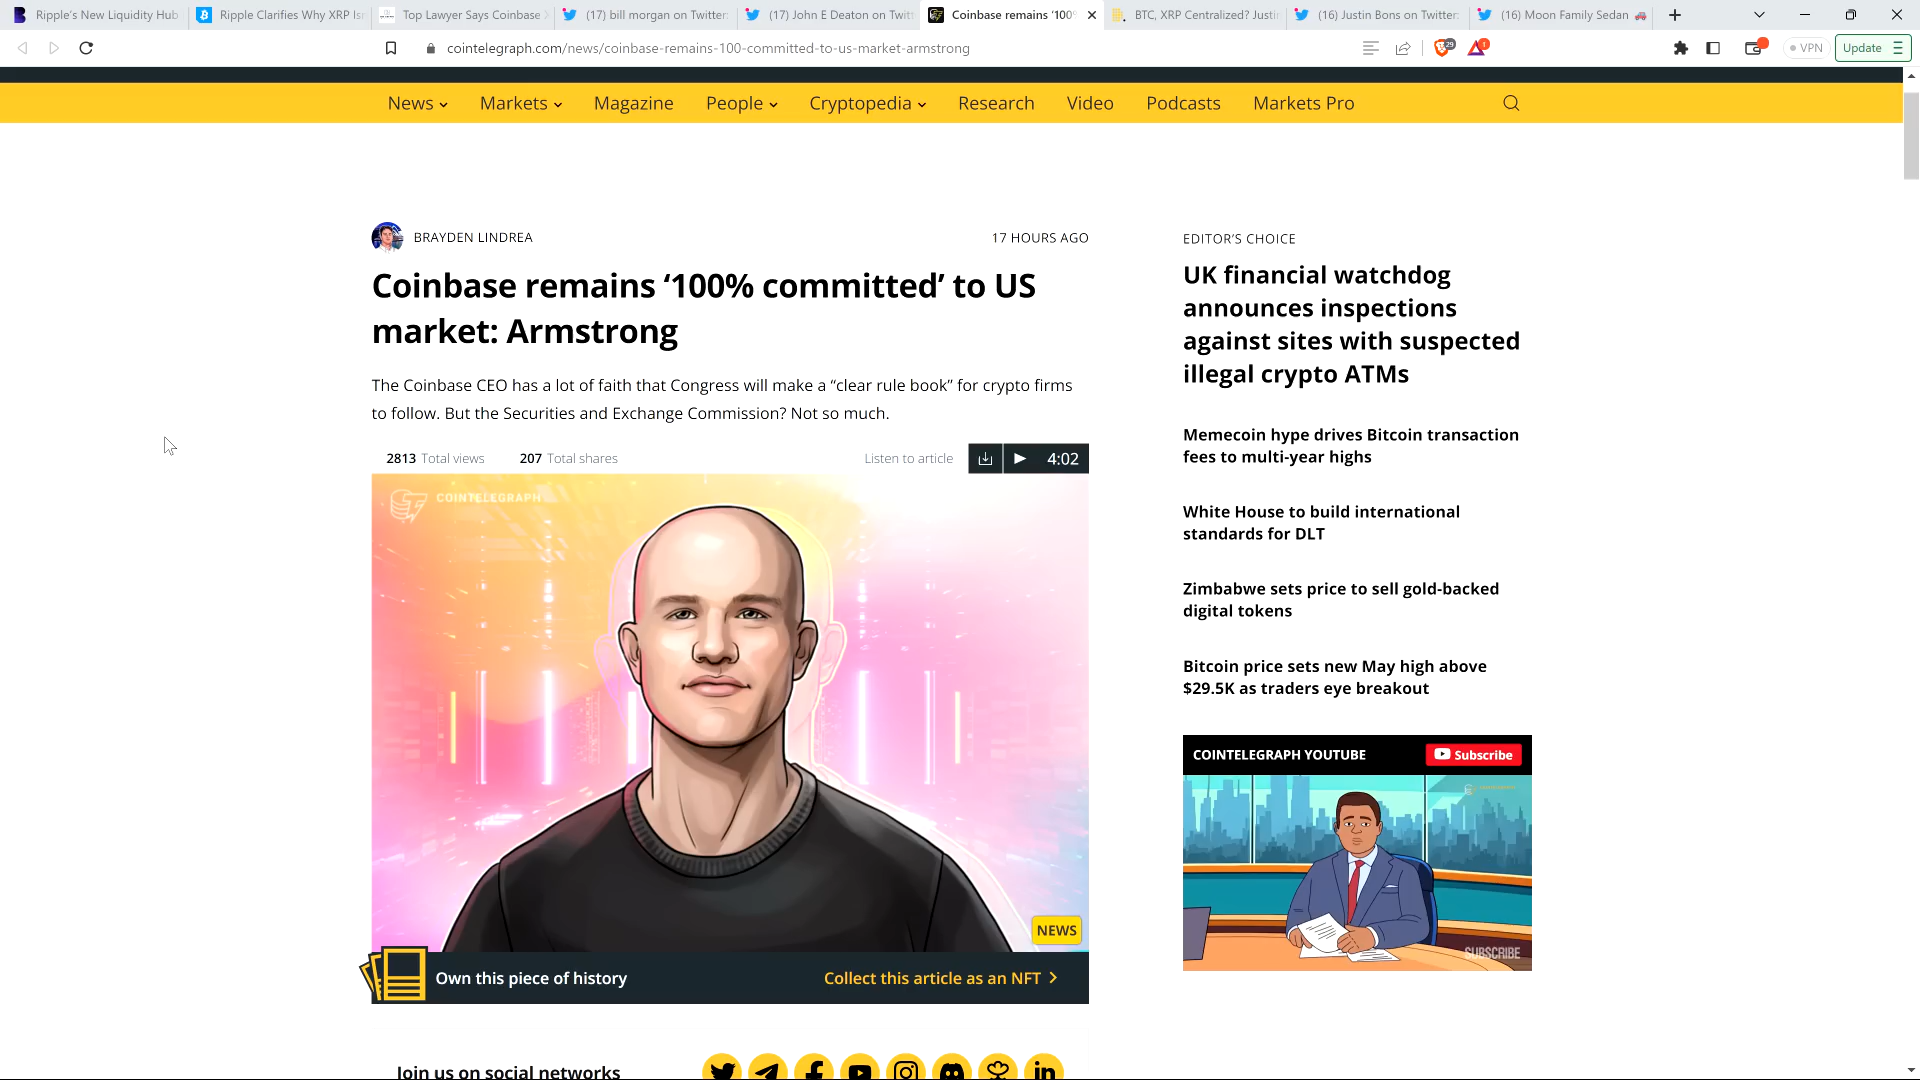 Ripple's New Liquidity Hub
Ripple Clarifies Why XRP Is
Top Lawyer Says Coinbase
(17) bill morgan on Twitter:
(17) John E Deaton on Twitt
Coinbase remains '100%
BTC, XRP Centralized? Justin
(16) Justin Bons on Twitter:
(16) Moon Family Sedan
cointelegraph.com/news/coinbase-remains-100-committed-to-us-market-armstrong
29
1
VPN
Update
News
Markets
Magazine
People
Cryptopedia
Research
Video
Podcasts
Markets Pro
BRAYDEN LINDREA
17 HOURS AGO
Coinbase remains ‘100% committed’ to US
market: Armstrong
The Coinbase CEO has a lot of faith that Congress will make a “clear rule book” for crypto firms
to follow. But the Securities and Exchange Commission? Not so much.
2813 Total views
207 Total shares
Listen to article
4:02
COINTELEGRAPH
NEWS
Own this piece of history
Collect this article as an NFT
Join us on social networks
EDITOR’S CHOICE
UK financial watchdog
announces inspections
against sites with suspected
illegal crypto ATMs
Memecoin hype drives Bitcoin transaction
fees to multi-year highs
White House to build international
standards for DLT
Zimbabwe sets price to sell gold-backed
digital tokens
Bitcoin price sets new May high above
$29.5K as traders eye breakout
COINTELEGRAPH YOUTUBE
Subscribe
SUBSCRIBE